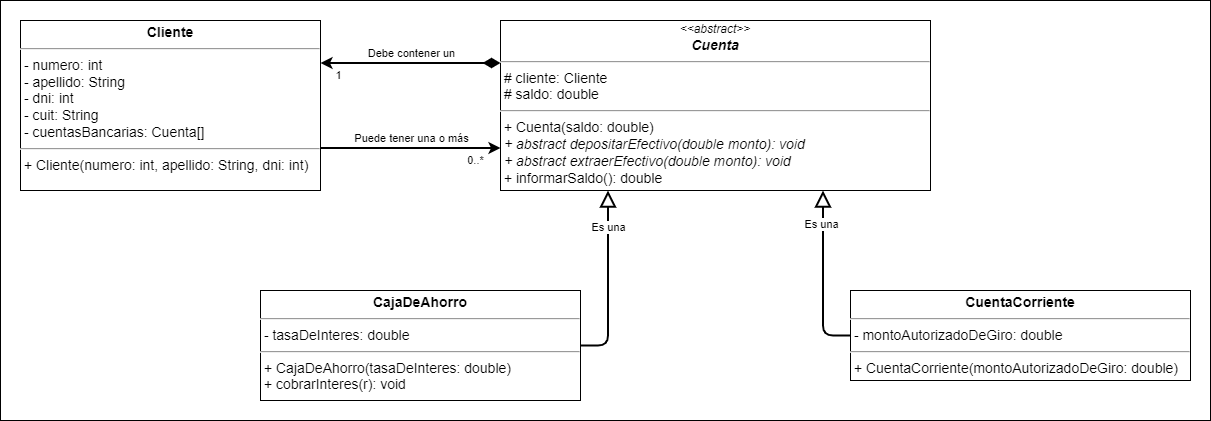 Cliente
- numero: int
- apellido: String
- dni: int
- cuit: String
- cuentasBancarias: Cuenta[]
+ Cliente(numero: int, apellido: String, dni: int)
Debe contener un
1
Puede tener una o más
0..*
<<abstract>>
Cuenta
# cliente: Cliente
# saldo: double
+ Cuenta(saldo: double)
+ abstract depositarEfectivo(double monto): void
+ abstract extraerEfectivo(double monto): void
+ informarSaldo(): double
Es una
Es una
CajaDeAhorro
- tasaDeInteres: double
+ CajaDeAhorro(tasaDeInteres: double)
+ cobrarInteres(r): void
CuentaCorriente
- montoAutorizadoDeGiro: double
+ CuentaCorriente(montoAutorizadoDeGiro: double)